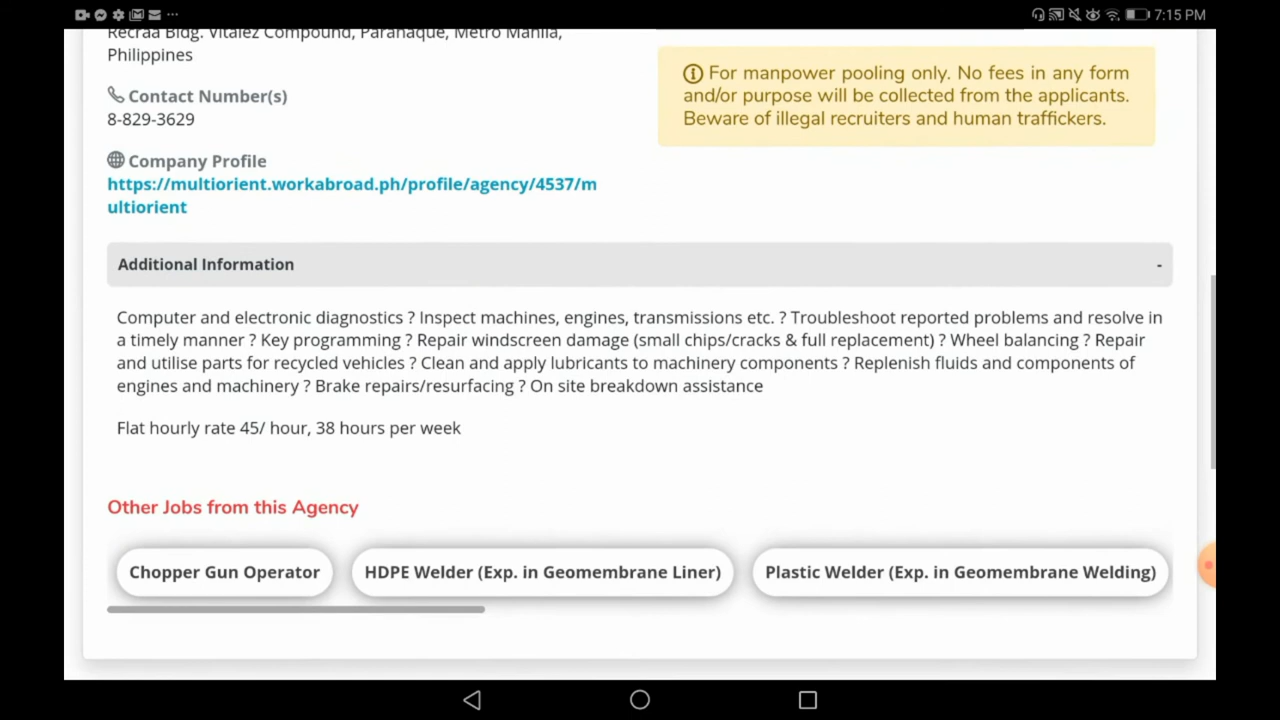 7:15 PM
Recraa Bldg. Vitalez Compound, Paranaque, Metro Manila,
Philippines
Contact Number(s)
8-829-3629
Company Profile
https://multiorient.workabroad.ph/profile/agency/4537/m
ultiorient
For manpower pooling only. No fees in any form
and/or purpose will be collected from the applicants.
Beware of illegal recruiters and human traffickers.
Additional Information -
Computer and electronic diagnostics ? Inspect machines, engines, transmissions etc. ? Troubleshoot reported problems and resolve in
a timely manner ? Key programming ? Repair windscreen damage (small chips/cracks & full replacement) ? Wheel balancing ? Repair
and utilise parts for recycled vehicles ? Clean and apply lubricants to machinery components ? Replenish fluids and components of
engines and machinery ? Brake repairs/resurfacing ? On site breakdown assistance
Flat hourly rate 45/ hour, 38 hours per week
Other Jobs from this Agency
Chopper Gun Operator
HDPE Welder (Exp. in Geomembrane Liner)
Plastic Welder (Exp. in Geomembrane Welding)